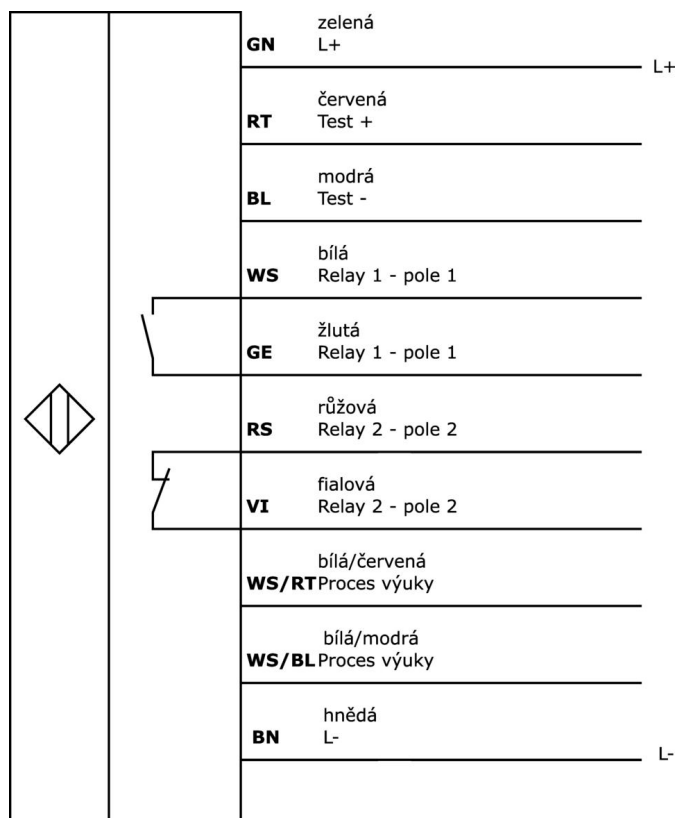 zelená
GN L+
L+
červená
RT Test +
modrá
BL Test -
bílá
WS Relay 1 - pole 1
žlutá
GE Relay 1 - pole 1
růžová
RS Relay 2 - pole 2
fialová
VI Relay 2 - pole 2
bílá/červená
WS/RT Proces výuky
bílá/modrá
WS/BL Proces výuky
hnědá
BN L-
L-